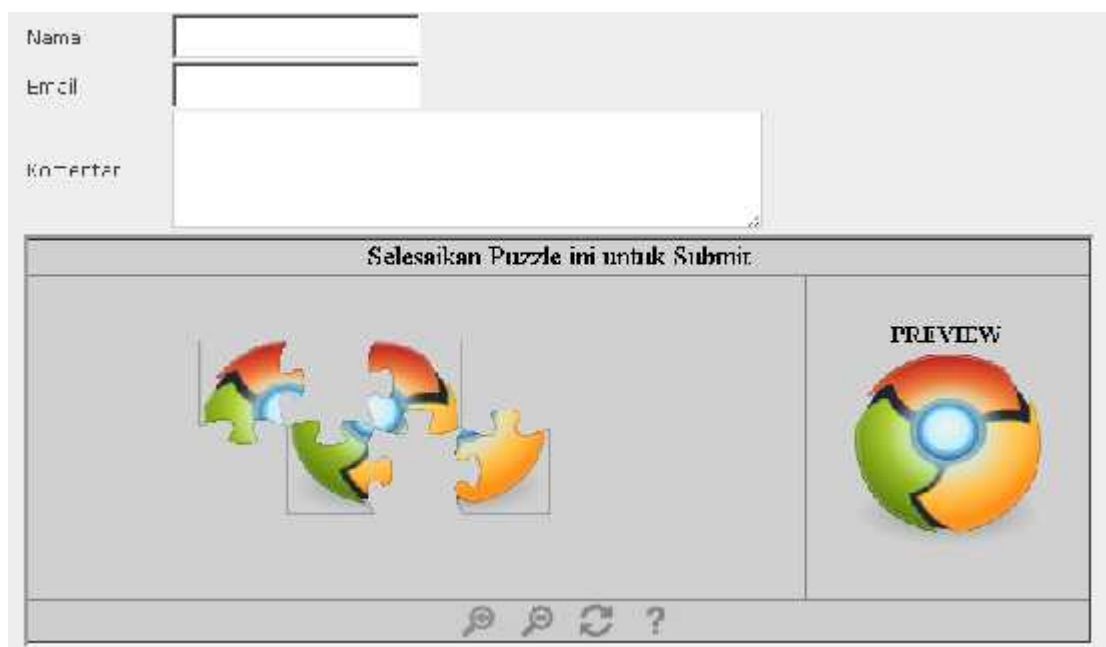 Nama
Email
Komentar
Selesaikan Puzzle ini untuk Submit
PREVIEW
?